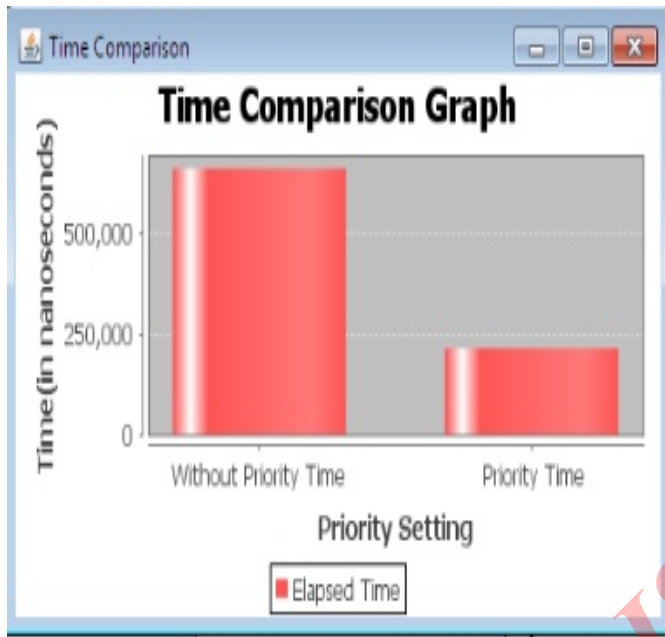 Time Comparison
Time Comparison Graph
Time(in nanoseconds)
500,000
250,000
0
Without Priority Time
Priority Time
Priority Setting
Elapsed Time